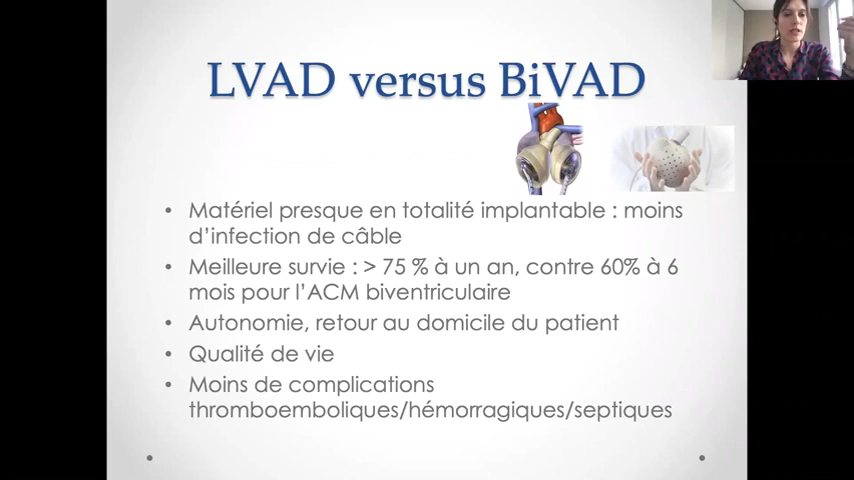 LVAD versus BiVAD
• Matériel presque en totalité implantable : moins
d’infection de câble
• Meilleure survie : > 75 % à un an, contre 60% à 6
mois pour l’ACM biventriculaire
• Autonomie, retour au domicile du patient
• Qualité de vie
• Moins de complications
thromboemboliques/hémorragiques/septiques